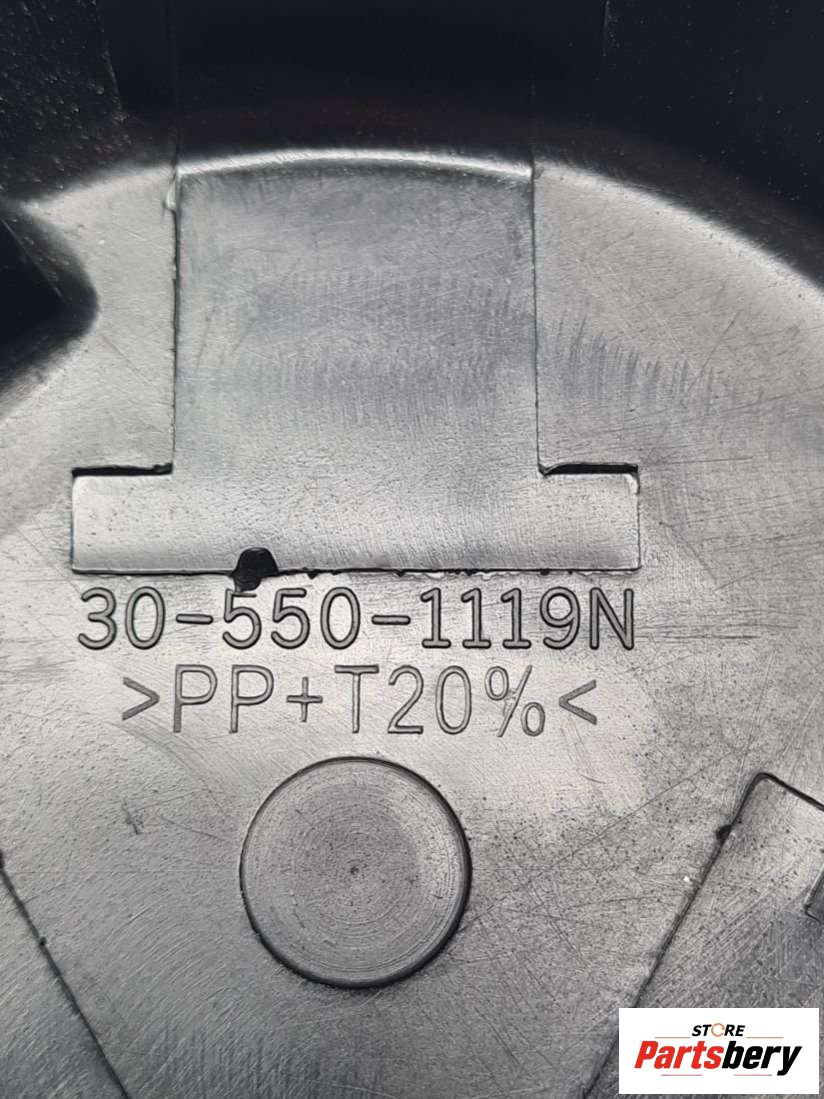 30-550-1119N
>PP+T20%<
STORE
Partsbery